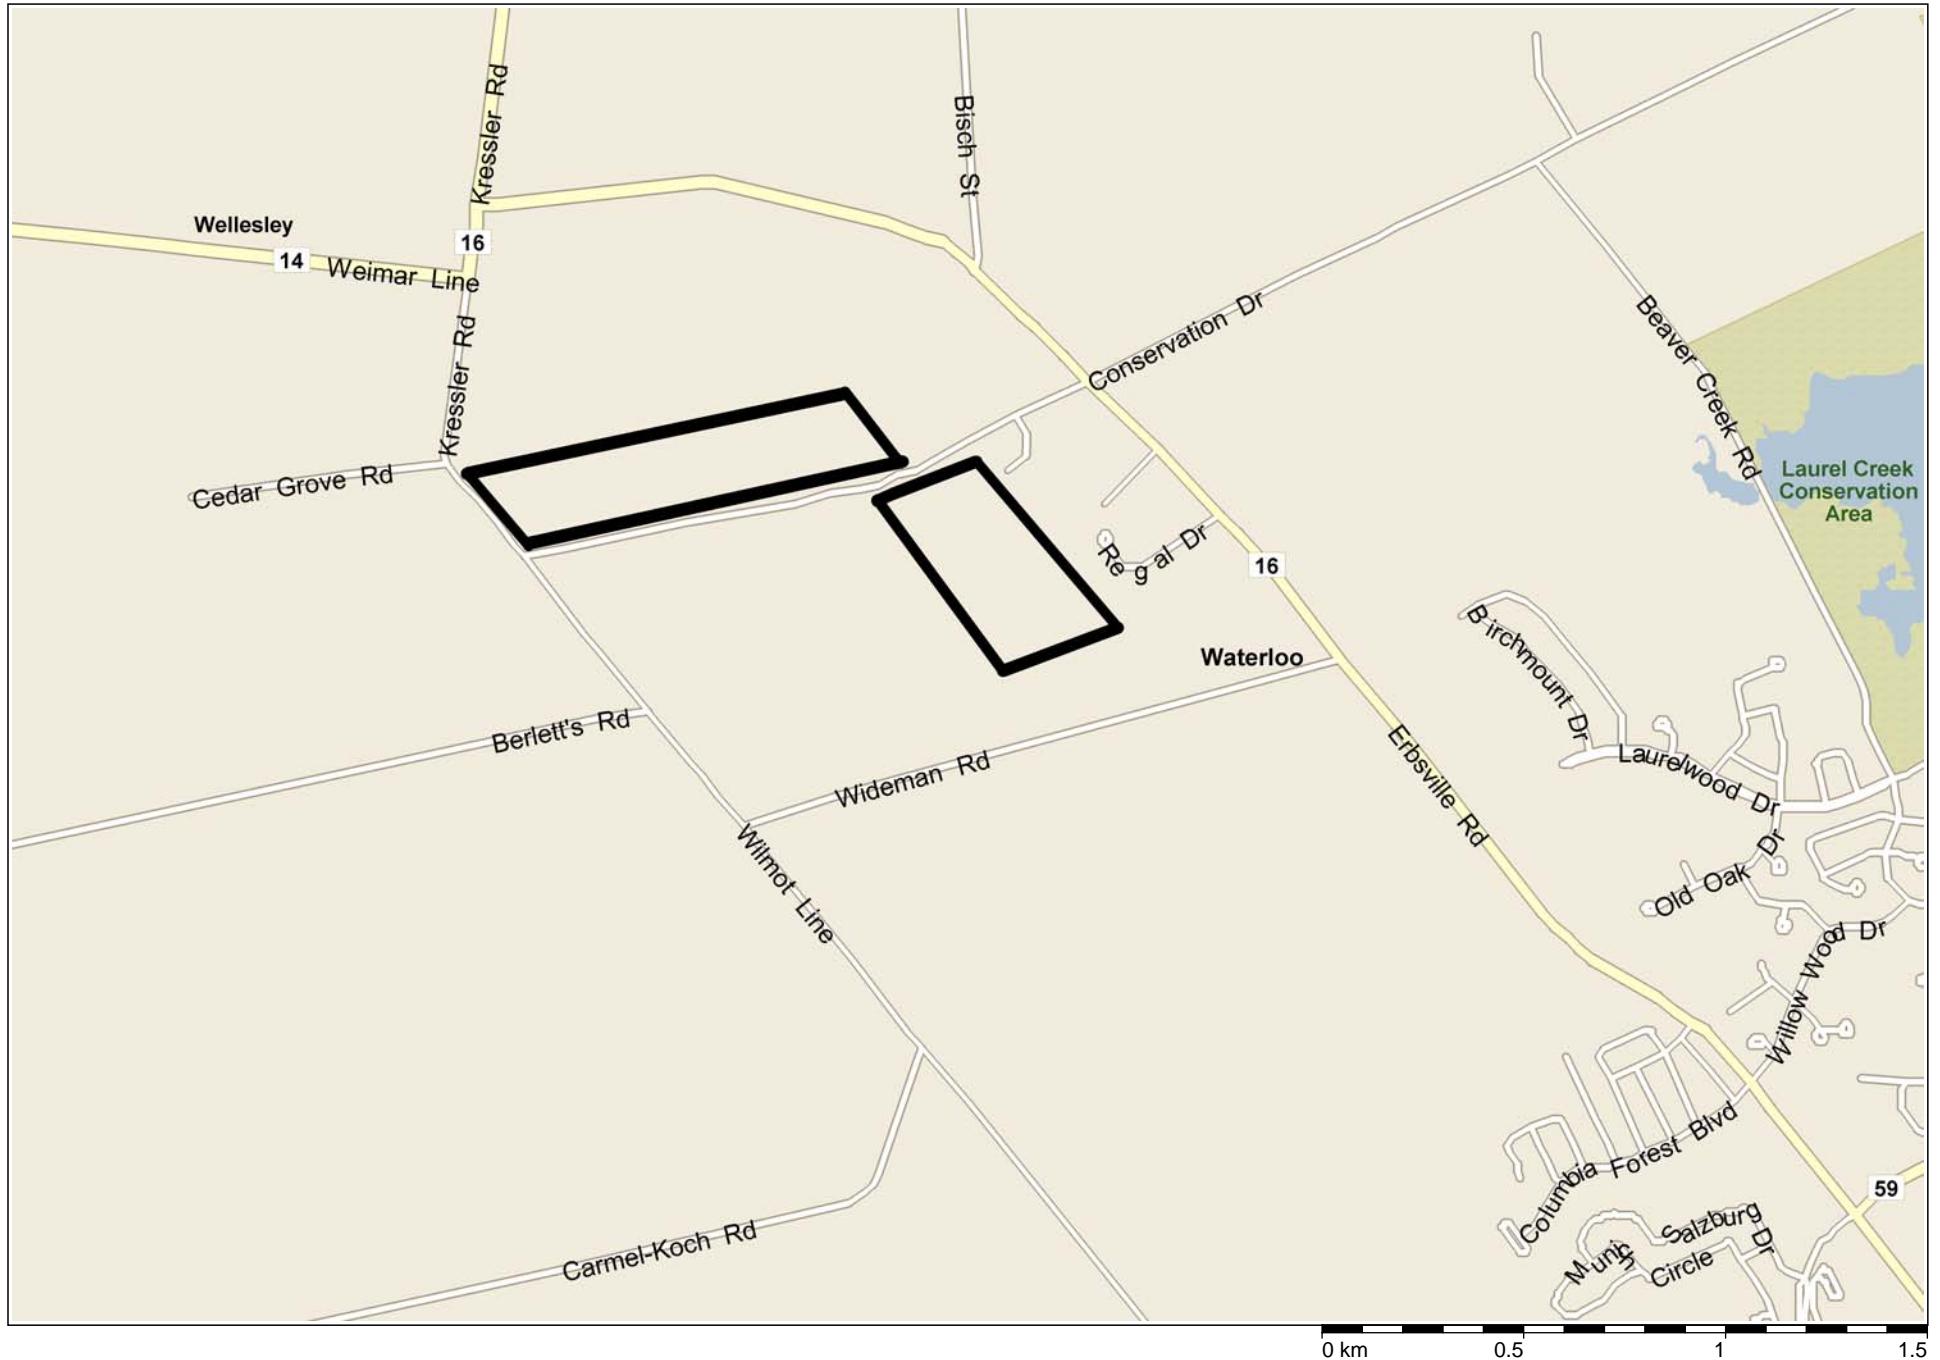 Kressler Rd
Bisch St
Wellesley
16
14
Weimar Line
Kressler Rd
Conservation Dr
Beaver Creek Rd
Cedar Grove Rd
Laurel Creek
Conservation
Area
Regal Dr
16
Birchmount Dr
Waterloo
Berlett's Rd
Wideman Rd
Erbsville Rd
Laurelwood Dr
Wilmot Line
Old Oak Dr
Willow Wood Dr
Columbia Forest Blvd
59
Salzburg Dr
Munich Circle
Carmel-Koch Rd
0 km 0.5 1 1.5